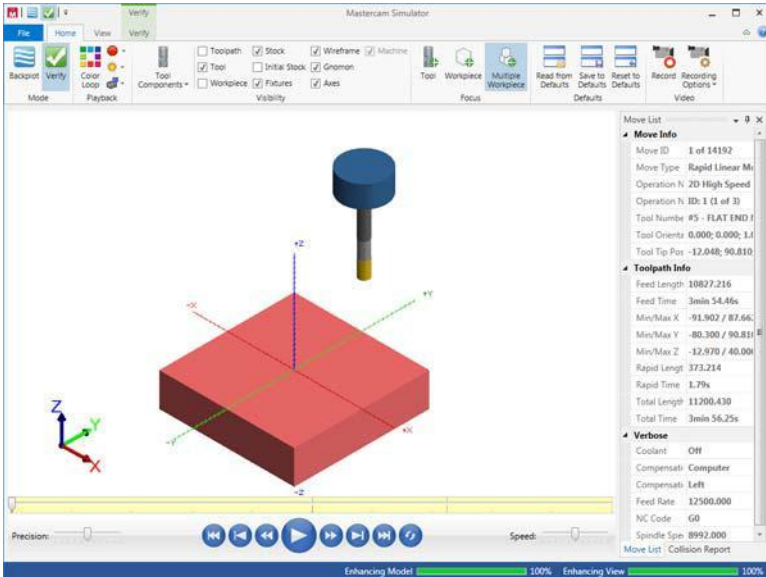 Verify
Mastercam Simulator
File
Home
View
Verify
Backplot
Verify
Color Loop
Tool Components
Toolpath
Stock
Wireframe
Machine
Tool
Initial Stock
Gnomon
Workpiece
Fixtures
Axes
Tool
Workpiece
Multiple Workpiece
Read from Defaults
Save to Defaults
Reset to Defaults
Record
Recording Options
Mode
Playback
Visibility
Focus
Defaults
Video
Move List
Move Info
Move ID 1 of 14192
Move Type Rapid Linear Mo
Operation N 2D High Speed
Operation N ID: 1 (1 of 3)
Tool Numbe #5 - FLAT END
Tool Orienta 0.000; 0.000; 1.0
Tool Tip Pos -12.048; 90.810
Toolpath Info
Feed Length 10827.216
Feed Time 3min 54.46s
Min/Max X -91.902 / 87.66
Min/Max Y -80.300 / 90.810
Min/Max Z -12.970 / 40.000
Rapid Lengt 373.214
Rapid Time 1.79s
Total Length 11200.430
Total Time 3min 56.25s
Verbose
Coolant Off
Compensati Computer
Compensati Left
Feed Rate 12500.000
NC Code G0
Spindle Spe 8992.000
Move List Collision Report
+Z
+Y
-X
-Y
+X
-Z
Z
Y
X
Precision:
Speed:
Enhancing Model 100% Enhancing View 100%